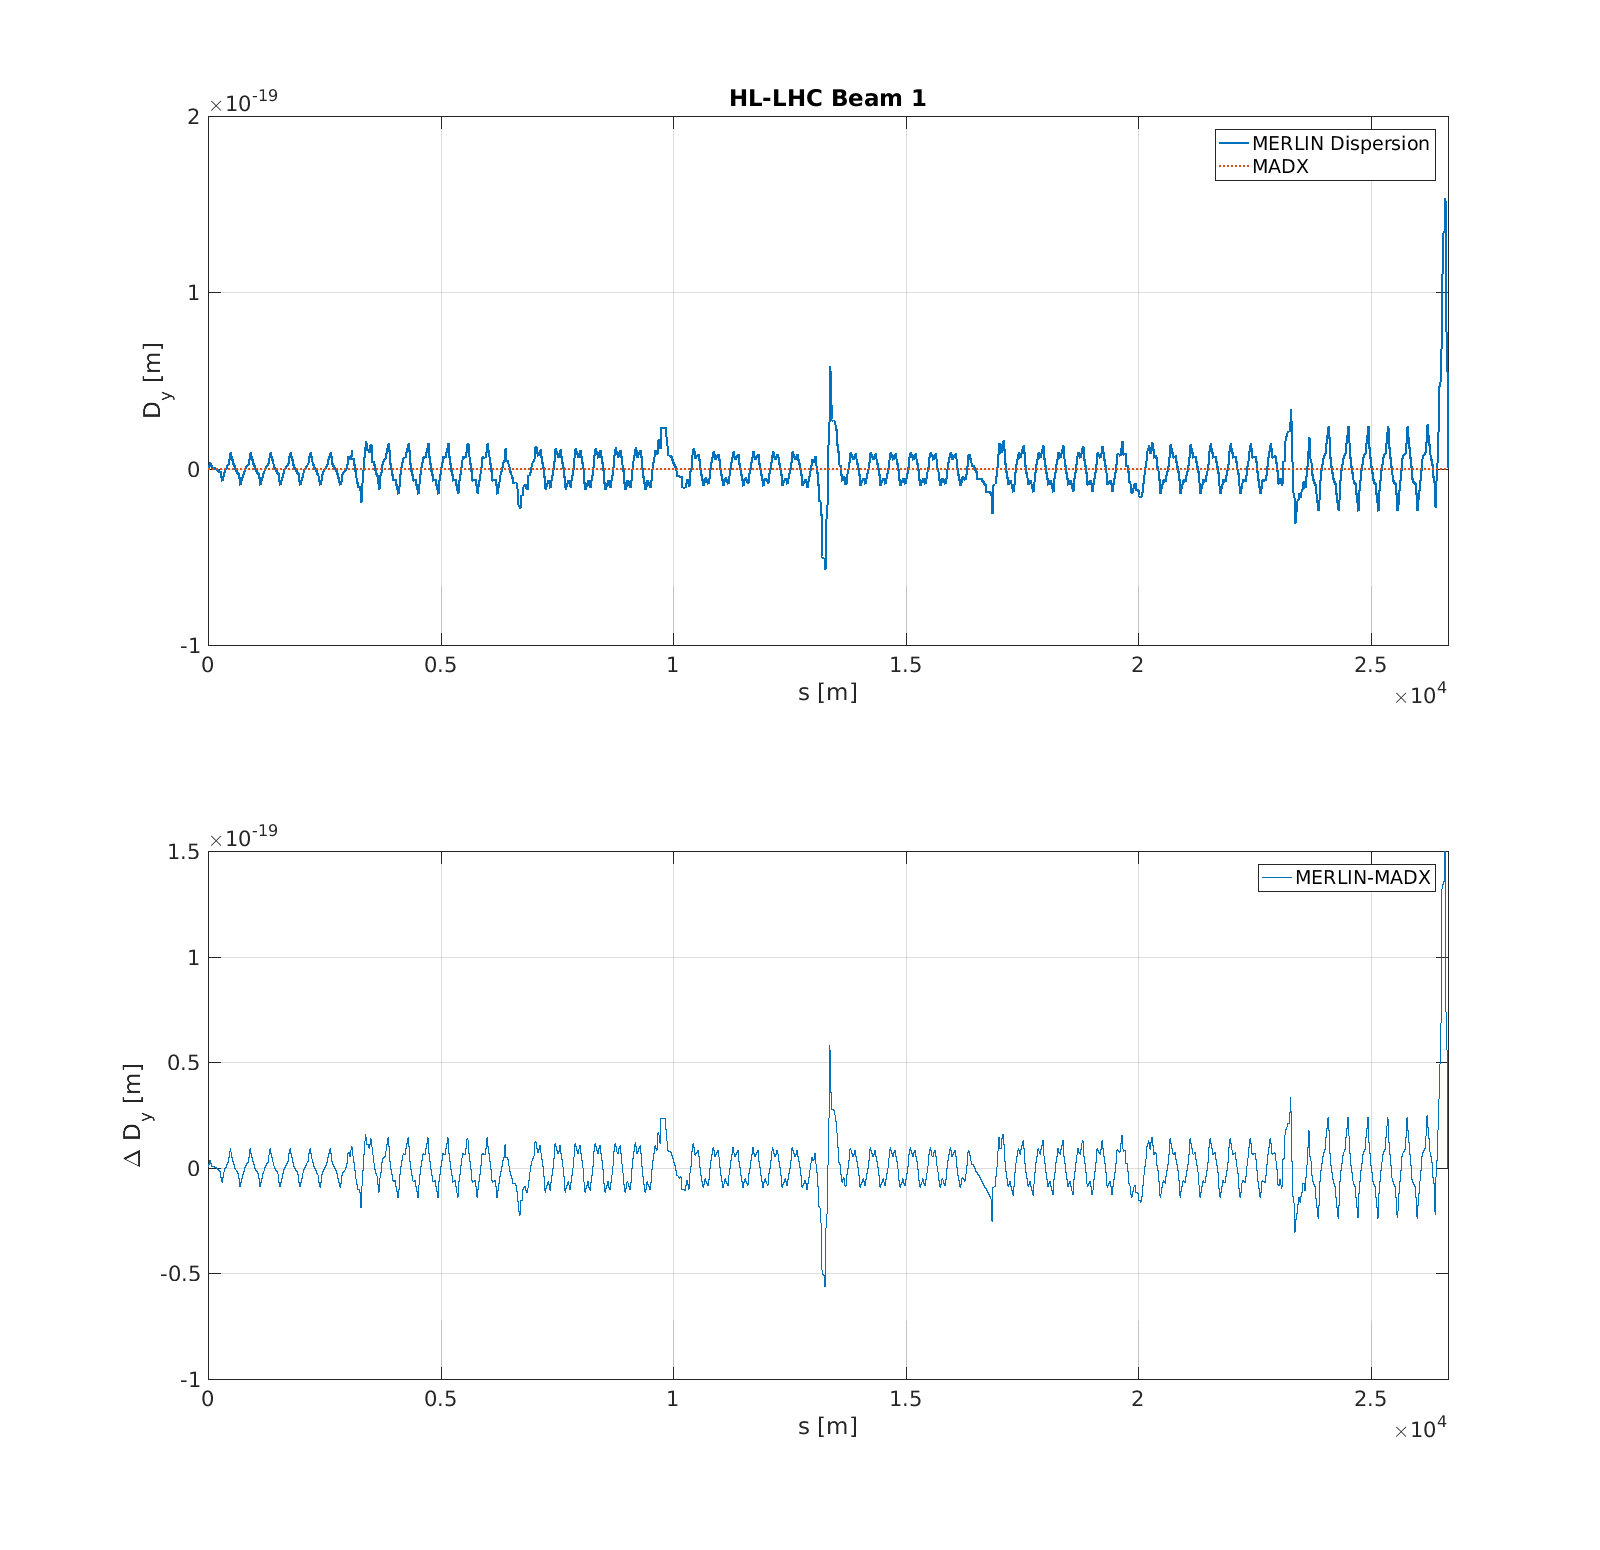 HL-LHC Beam 1
×10^-19
2
1
0
-1
D_y [m]
MERLIN Dispersion
MADX
0 0.5 1 1.5 2 2.5
s [m]
×10^4
×10^-19
1.5
1
0.5
0
-0.5
-1
Δ D_y [m]
MERLIN-MADX
0 0.5 1 1.5 2 2.5
s [m]
×10^4